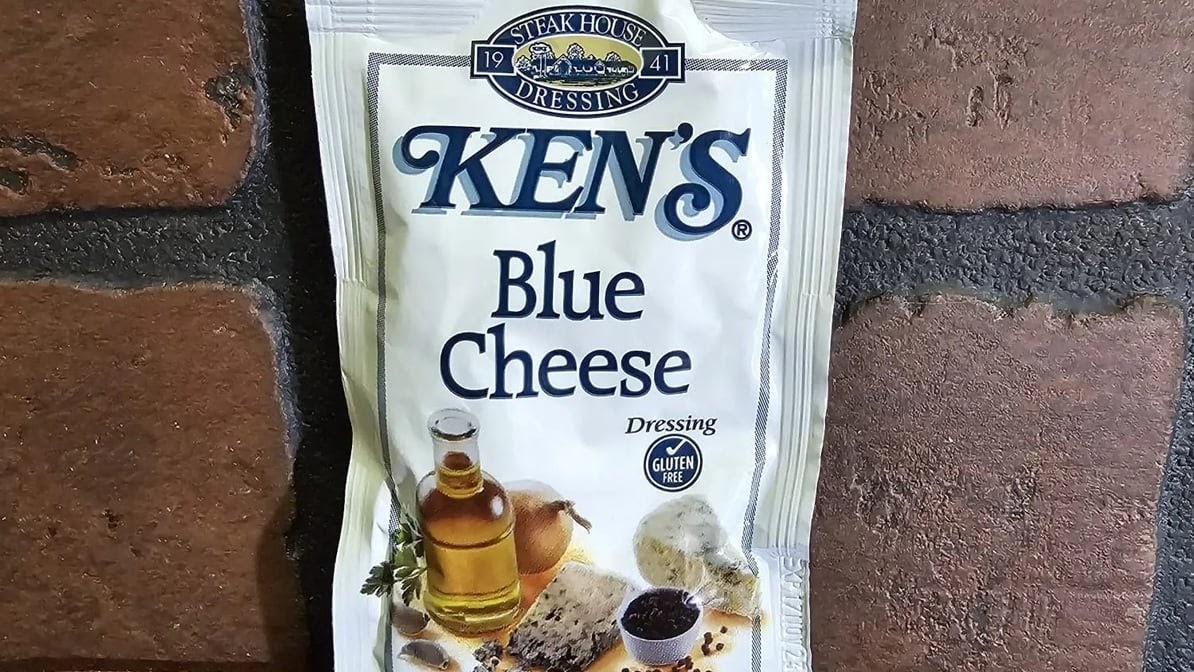 STEAK HOUSE
19 41
DRESSING
KEN'S®
Blue
Cheese
Dressing
GLUTEN
FREE